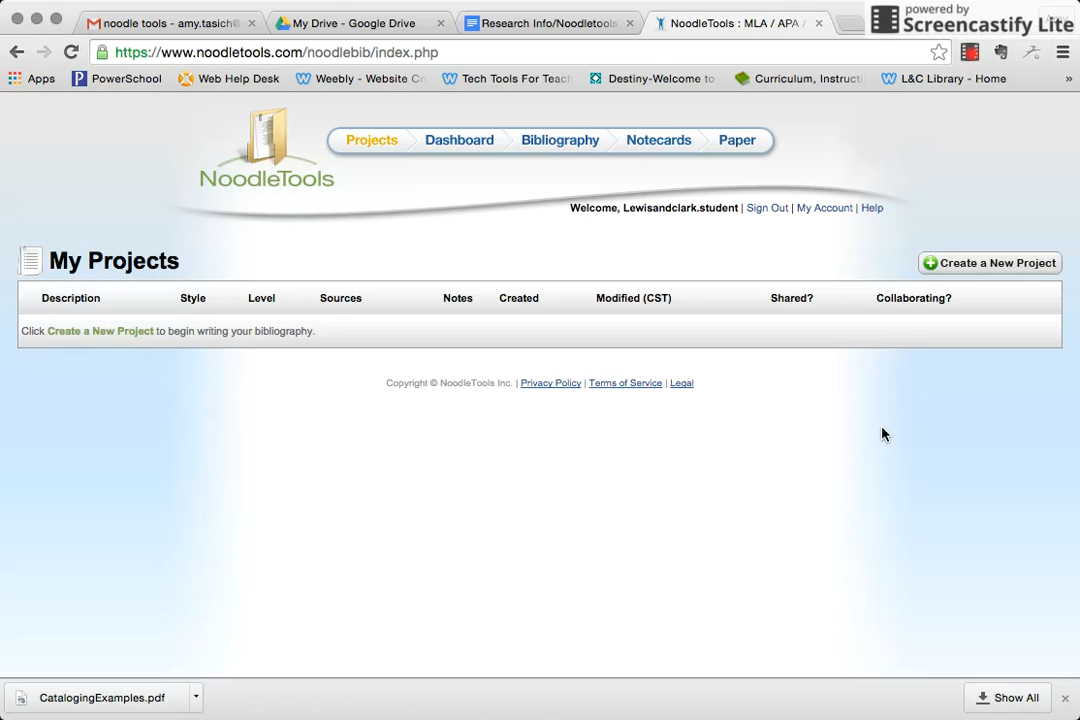 noodle tools - amy.tasich@
My Drive - Google Drive
Research Info/Noodletools
NoodleTools : MLA / APA /
powered by
Screencastify Lite
https://www.noodletools.com/noodlebib/index.php
Apps
PowerSchool
Web Help Desk
Weebly - Website Cr
Tech Tools For Teach
Destiny-Welcome to
Curriculum, Instructi
L&C Library - Home
»
NoodleTools
Projects
Dashboard
Bibliography
Notecards
Paper
Welcome, Lewisandclark.student | Sign Out | My Account | Help
My Projects
Create a New Project
Description Style Level Sources Notes Created Modified (CST) Shared? Collaborating?
Click Create a New Project to begin writing your bibliography.
Copyright © NoodleTools Inc. | Privacy Policy | Terms of Service | Legal
CatalogingExamples.pdf
Show All